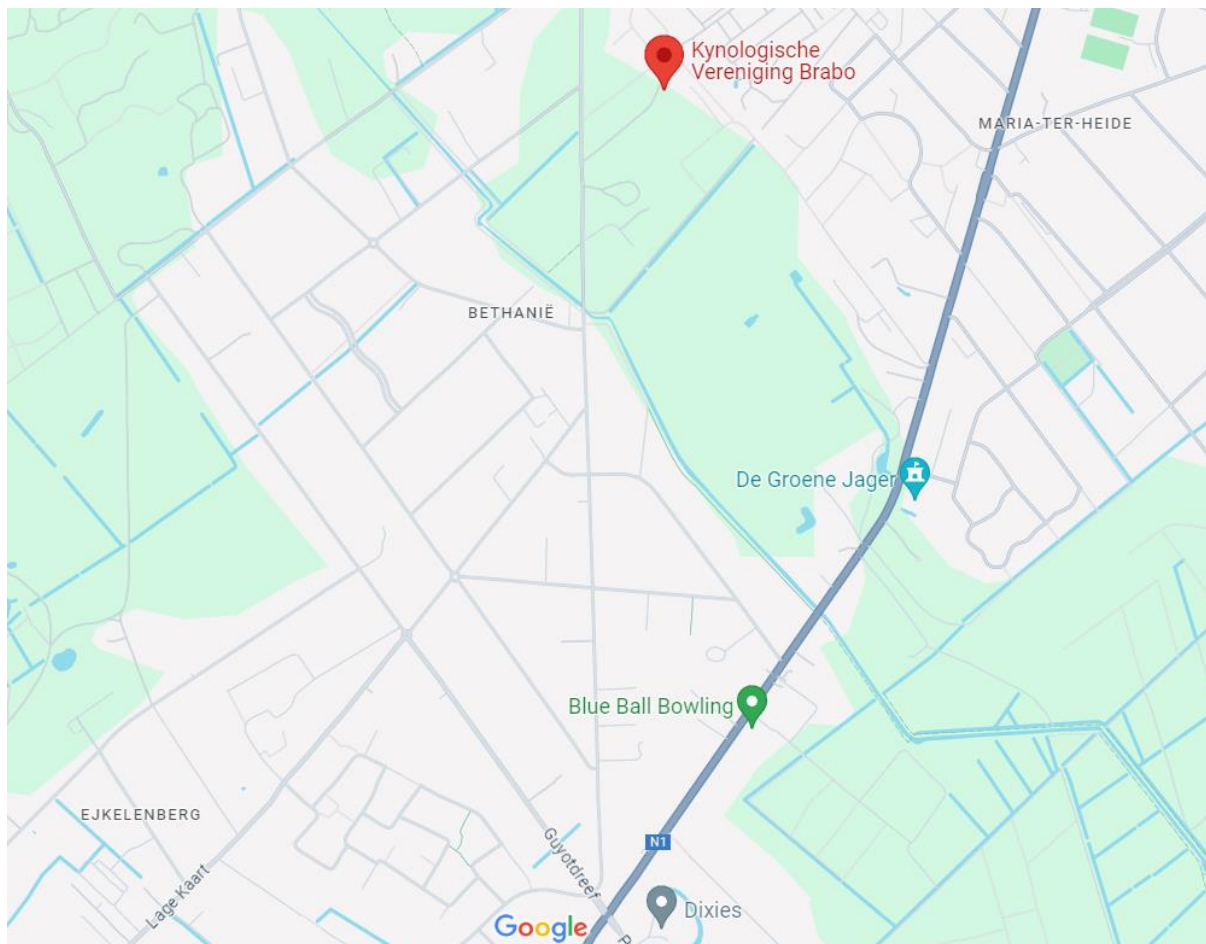 Kynologische
Vereniging Brabo
MARIA-TER-HEIDE
BETHANIË
De Groene Jager
Blue Ball Bowling
EJKELENBERG
N1
Guyotdreef
Lage Kaart
Dixies
Google